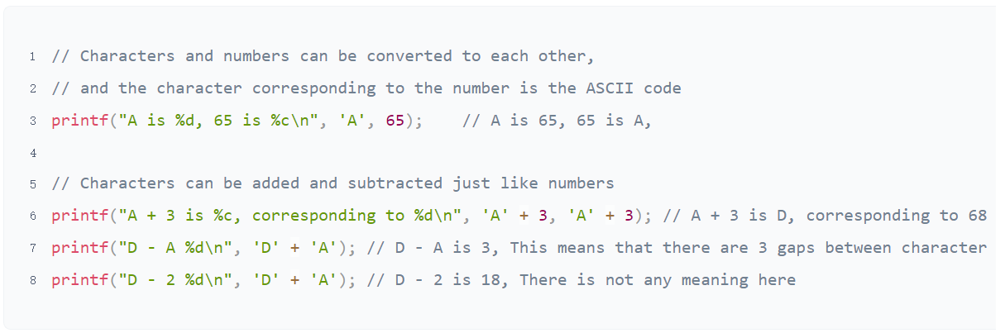 1 // Characters and numbers can be converted to each other,
2 // and the character corresponding to the number is the ASCII code
3 printf("A is %d, 65 is %c\n", 'A', 65);    // A is 65, 65 is A,
4
5 // Characters can be added and subtracted just like numbers
6 printf("A + 3 is %c, corresponding to %d\n", 'A' + 3, 'A' + 3); // A + 3 is D, corresponding to 68
7 printf("D - A %d\n", 'D' + 'A'); // D - A is 3, This means that there are 3 gaps between character
8 printf("D - 2 %d\n", 'D' + 'A'); // D - 2 is 18, There is not any meaning here